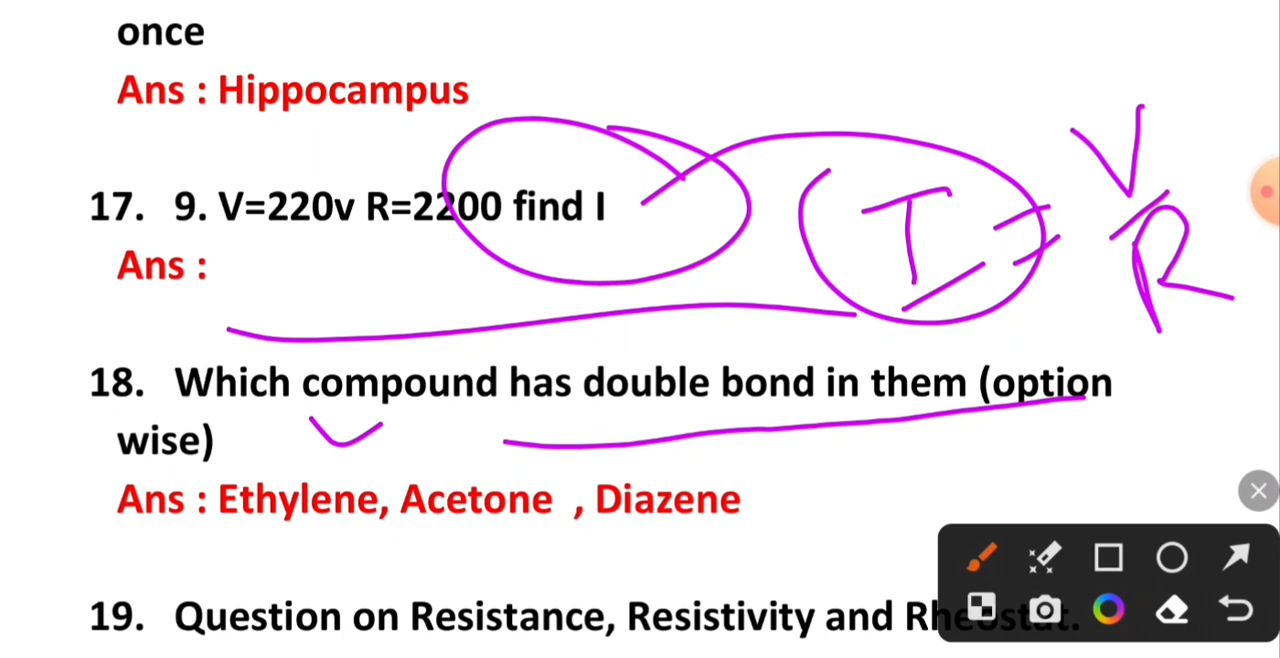 once
Ans : Hippocampus
17. 9. V=220v R=2200 find I
I = V/R
Ans :
18. Which compound has double bond in them (option
wise)
Ans : Ethylene, Acetone , Diazene
19. Question on Resistance, Resistivity and Rheostat.